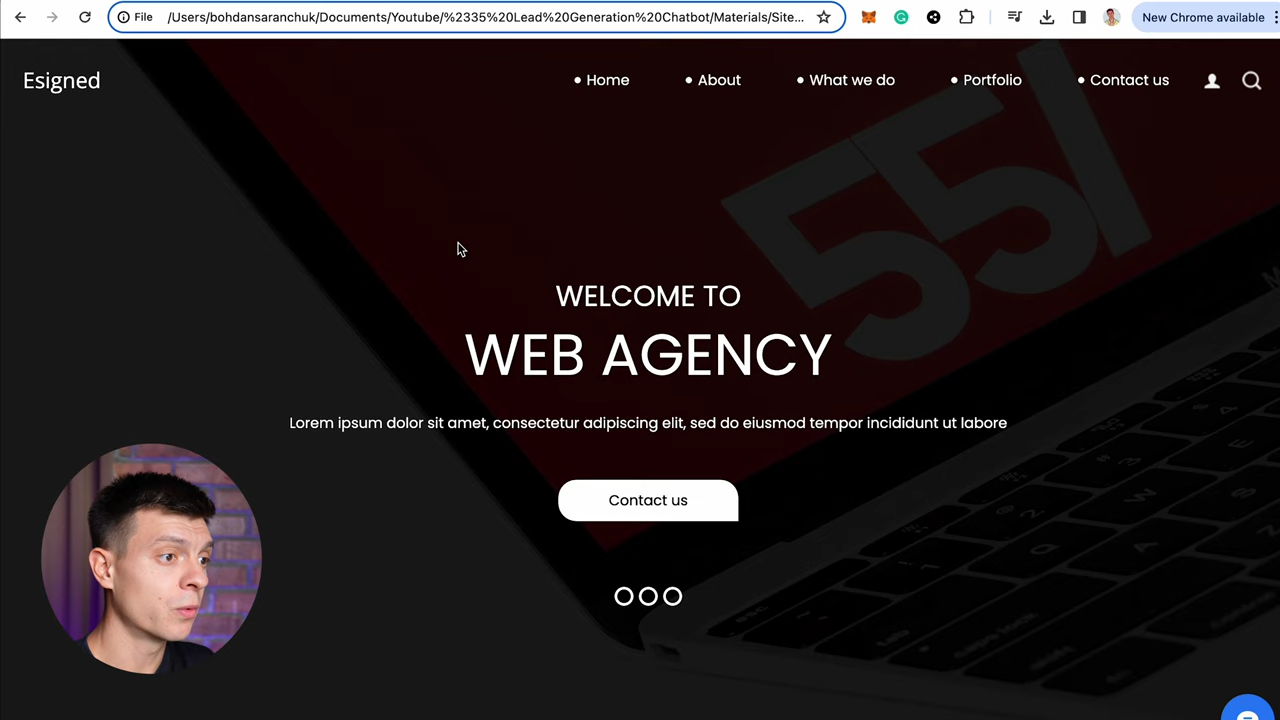 File
/Users/bohdansaranchuk/Documents/Youtube/%2335%20Lead%20Generation%20Chatbot/Materials/Site...
New Chrome available
Esigned
Home
About
What we do
Portfolio
Contact us
55/
WELCOME TO
WEB AGENCY
Lorem ipsum dolor sit amet, consectetur adipiscing elit, sed do eiusmod tempor incididunt ut labore
Contact us